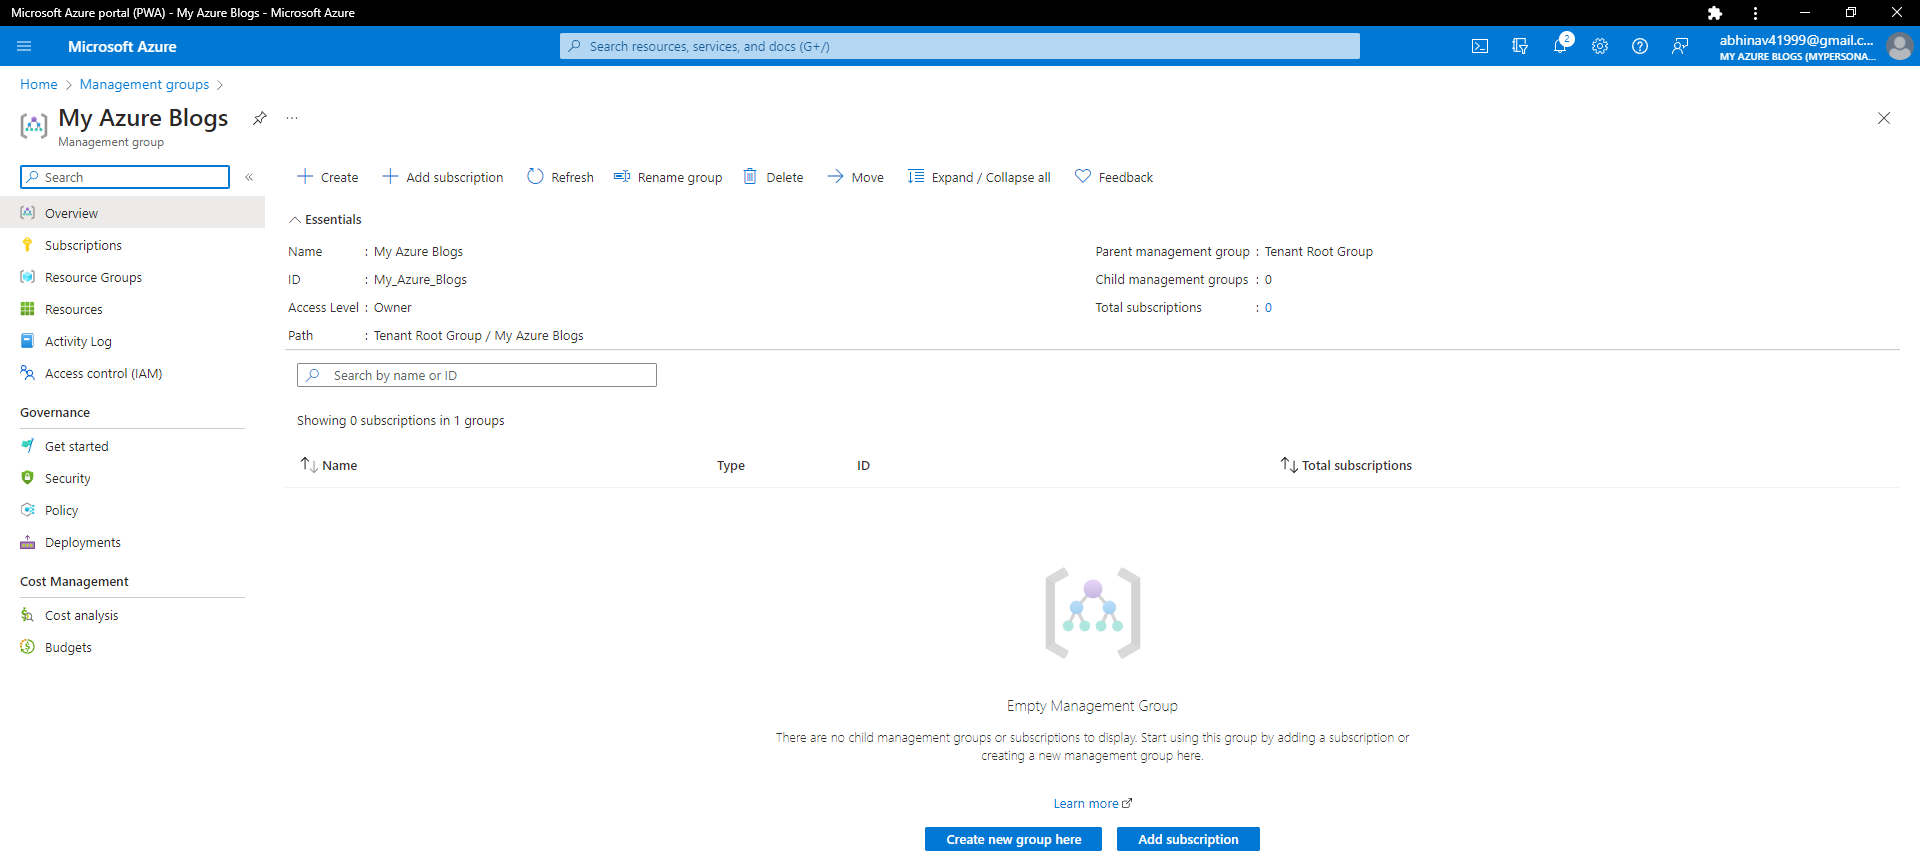 Microsoft Azure portal (PWA) - My Azure Blogs - Microsoft Azure
Microsoft Azure
Search resources, services, and docs (G+/)
2
abhinav41999@gmail.c...
MY AZURE BLOGS (MYPERSONA...
Home > Management groups >
My Azure Blogs
...
Management group
Search
«
Create
Add subscription
Refresh
Rename group
Delete
Move
Expand / Collapse all
Feedback
Overview
Subscriptions
Resource Groups
Resources
Activity Log
Access control (IAM)
Governance
Get started
Security
Policy
Deployments
Cost Management
Cost analysis
Budgets
Essentials
Name : My Azure Blogs
ID : My_Azure_Blogs
Access Level : Owner
Path : Tenant Root Group / My Azure Blogs
Parent management group : Tenant Root Group
Child management groups : 0
Total subscriptions : 0
Search by name or ID
Showing 0 subscriptions in 1 groups
Name Type ID Total subscriptions
Empty Management Group
There are no child management groups or subscriptions to display. Start using this group by adding a subscription or
creating a new management group here.
Learn more
Create new group here
Add subscription